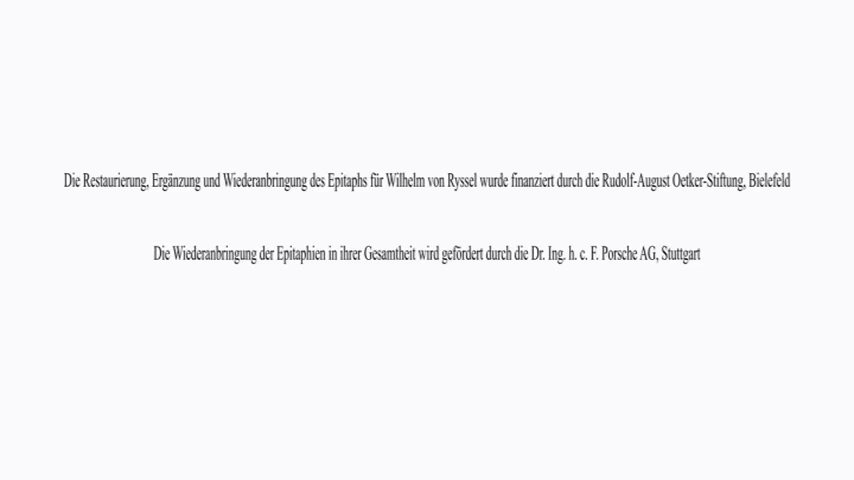 Die Restaurierung, Ergänzung und Wiederanbringung des Epitaphs für Wilhelm von Ryssel wurde finanziert durch die Rudolf-August Oetker-Stiftung, Bielefeld
Die Wiederanbringung der Epitaphien in ihrer Gesamtheit wird gefördert durch die Dr. Ing. h. c. F. Porsche AG, Stuttgart